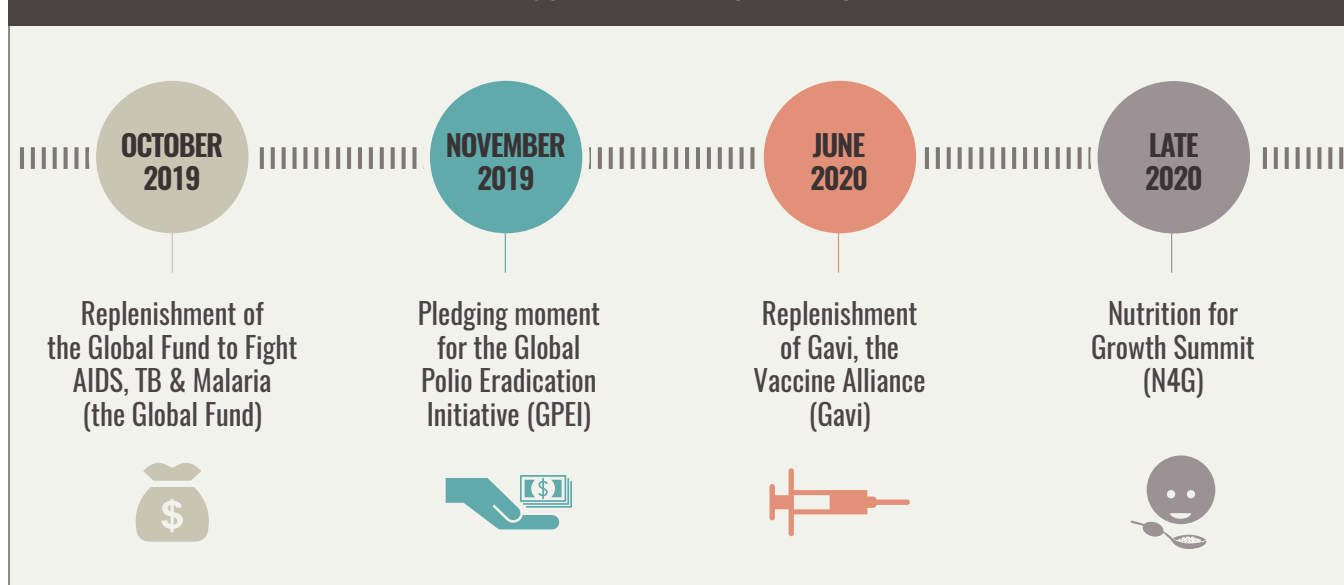 OCTOBER
2019
NOVEMBER
2019
JUNE
2020
LATE
2020
Replenishment of
the Global Fund to Fight
AIDS, TB & Malaria
(the Global Fund)
Pledging moment
for the Global
Polio Eradication
Initiative (GPEI)
Replenishment
of Gavi, the
Vaccine Alliance
(Gavi)
Nutrition for
Growth Summit
(N4G)
$
$